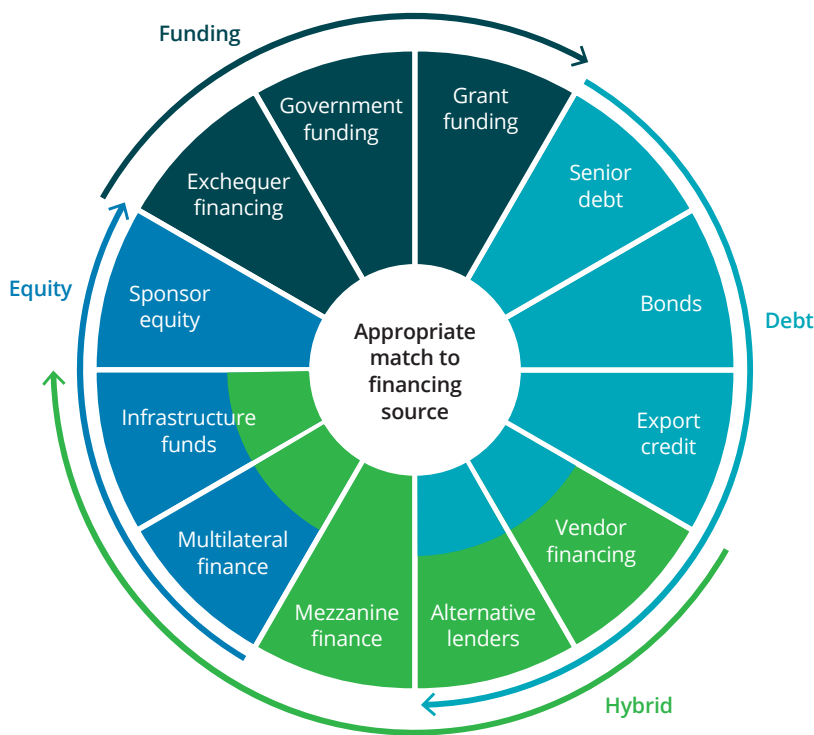 Funding
Government
funding
Grant
funding
Exchequer
financing
Senior
debt
Equity
Sponsor
equity
Bonds
Debt
Appropriate
match to
financing
source
Infrastructure
funds
Export
credit
Multilateral
finance
Vendor
financing
Mezzanine
finance
Alternative
lenders
Hybrid